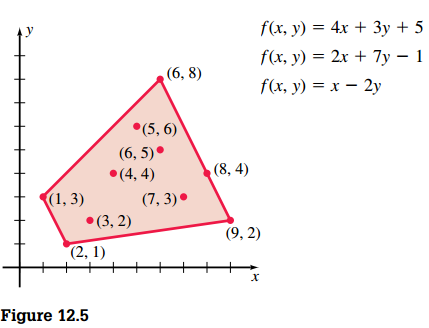 y
f(x, y) = 4x + 3y + 5
f(x, y) = 2x + 7y − 1
f(x, y) = x − 2y
(6, 8)
(5, 6)
(6, 5)
(4, 4)
(8, 4)
(1, 3)
(7, 3)
(3, 2)
(9, 2)
(2, 1)
x
Figure 12.5